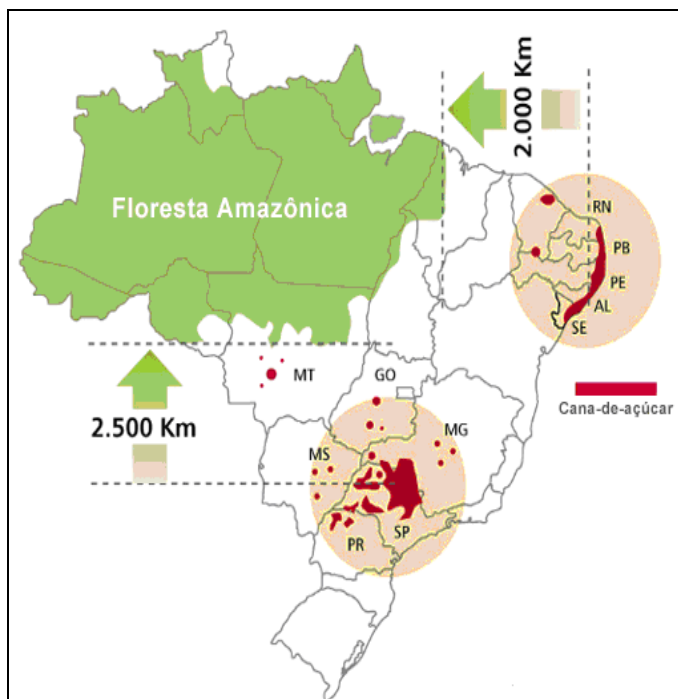 2.000 Km
Floresta Amazônica
RN
PB
PE
AL
SE
MT
GO
Cana-de-açúcar
2.500 Km
MG
MS
SP
PR